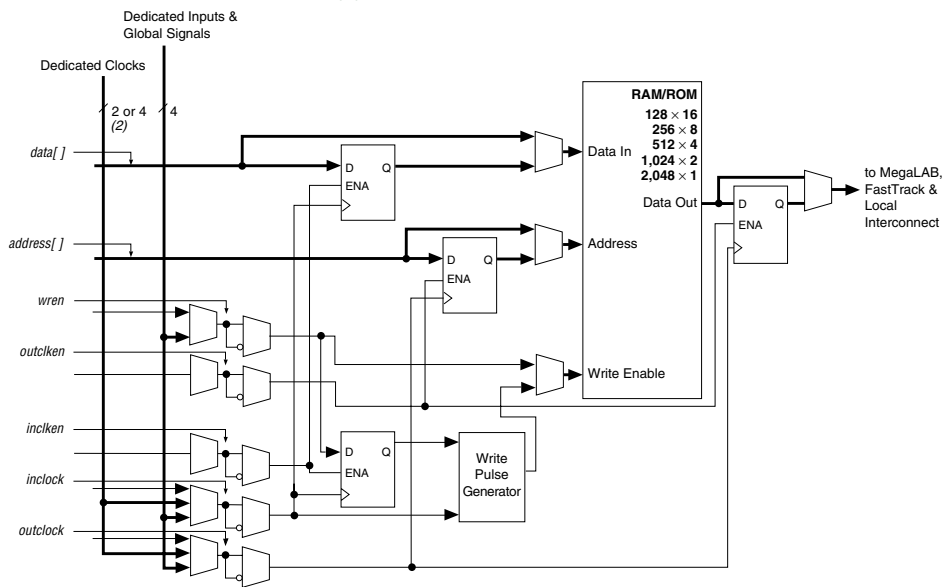 Dedicated Inputs &
Global Signals
Dedicated Clocks
2 or 4
(2)
4
data[ ]
address[ ]
wren
outclken
inclken
inclock
outclock
D Q
ENA
D Q
ENA
D Q
ENA
Write
Pulse
Generator
RAM/ROM
128 × 16
256 × 8
512 × 4
1,024 × 2
2,048 × 1
Data In
Data Out
Address
Write Enable
D Q
ENA
to MegaLAB,
FastTrack &
Local
Interconnect